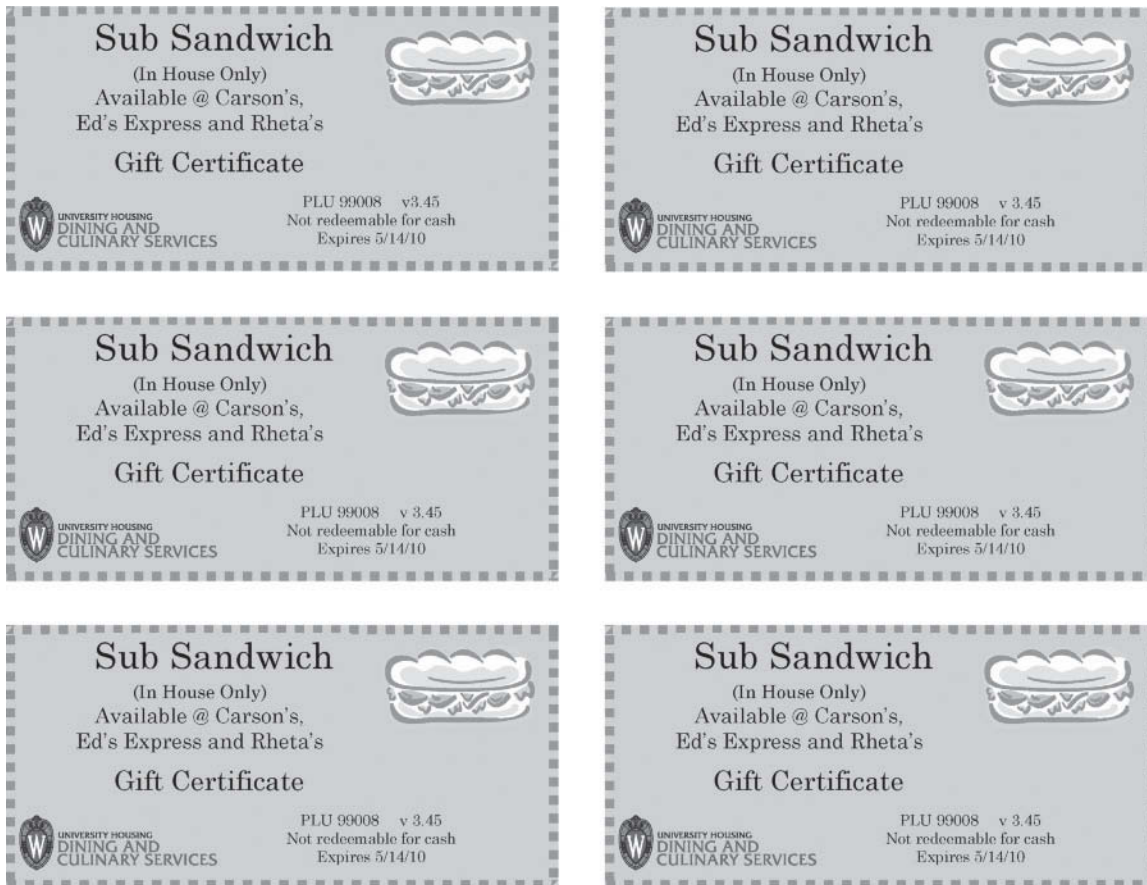 Sub Sandwich
(In House Only)
Available @ Carson's,
Ed's Express and Rheta's
Gift Certificate
W
UNIVERSITY HOUSING
DINING AND
CULINARY SERVICES
PLU 99008 v3.45
Not redeemable for cash
Expires 5/14/10
Sub Sandwich
(In House Only)
Available @ Carson's,
Ed's Express and Rheta's
Gift Certificate
W
UNIVERSITY HOUSING
DINING AND
CULINARY SERVICES
PLU 99008 v 3.45
Not redeemable for cash
Expires 5/14/10
Sub Sandwich
(In House Only)
Available @ Carson's,
Ed's Express and Rheta's
Gift Certificate
W
UNIVERSITY HOUSING
DINING AND
CULINARY SERVICES
PLU 99008 v 3.45
Not redeemable for cash
Expires 5/14/10
Sub Sandwich
(In House Only)
Available @ Carson's,
Ed's Express and Rheta's
Gift Certificate
W
UNIVERSITY HOUSING
DINING AND
CULINARY SERVICES
PLU 99008 v 3.45
Not redeemable for cash
Expires 5/14/10
Sub Sandwich
(In House Only)
Available @ Carson's,
Ed's Express and Rheta's
Gift Certificate
W
UNIVERSITY HOUSING
DINING AND
CULINARY SERVICES
PLU 99008 v 3.45
Not redeemable for cash
Expires 5/14/10
Sub Sandwich
(In House Only)
Available @ Carson's,
Ed's Express and Rheta's
Gift Certificate
W
UNIVERSITY HOUSING
DINING AND
CULINARY SERVICES
PLU 99008 v 3.45
Not redeemable for cash
Expires 5/14/10